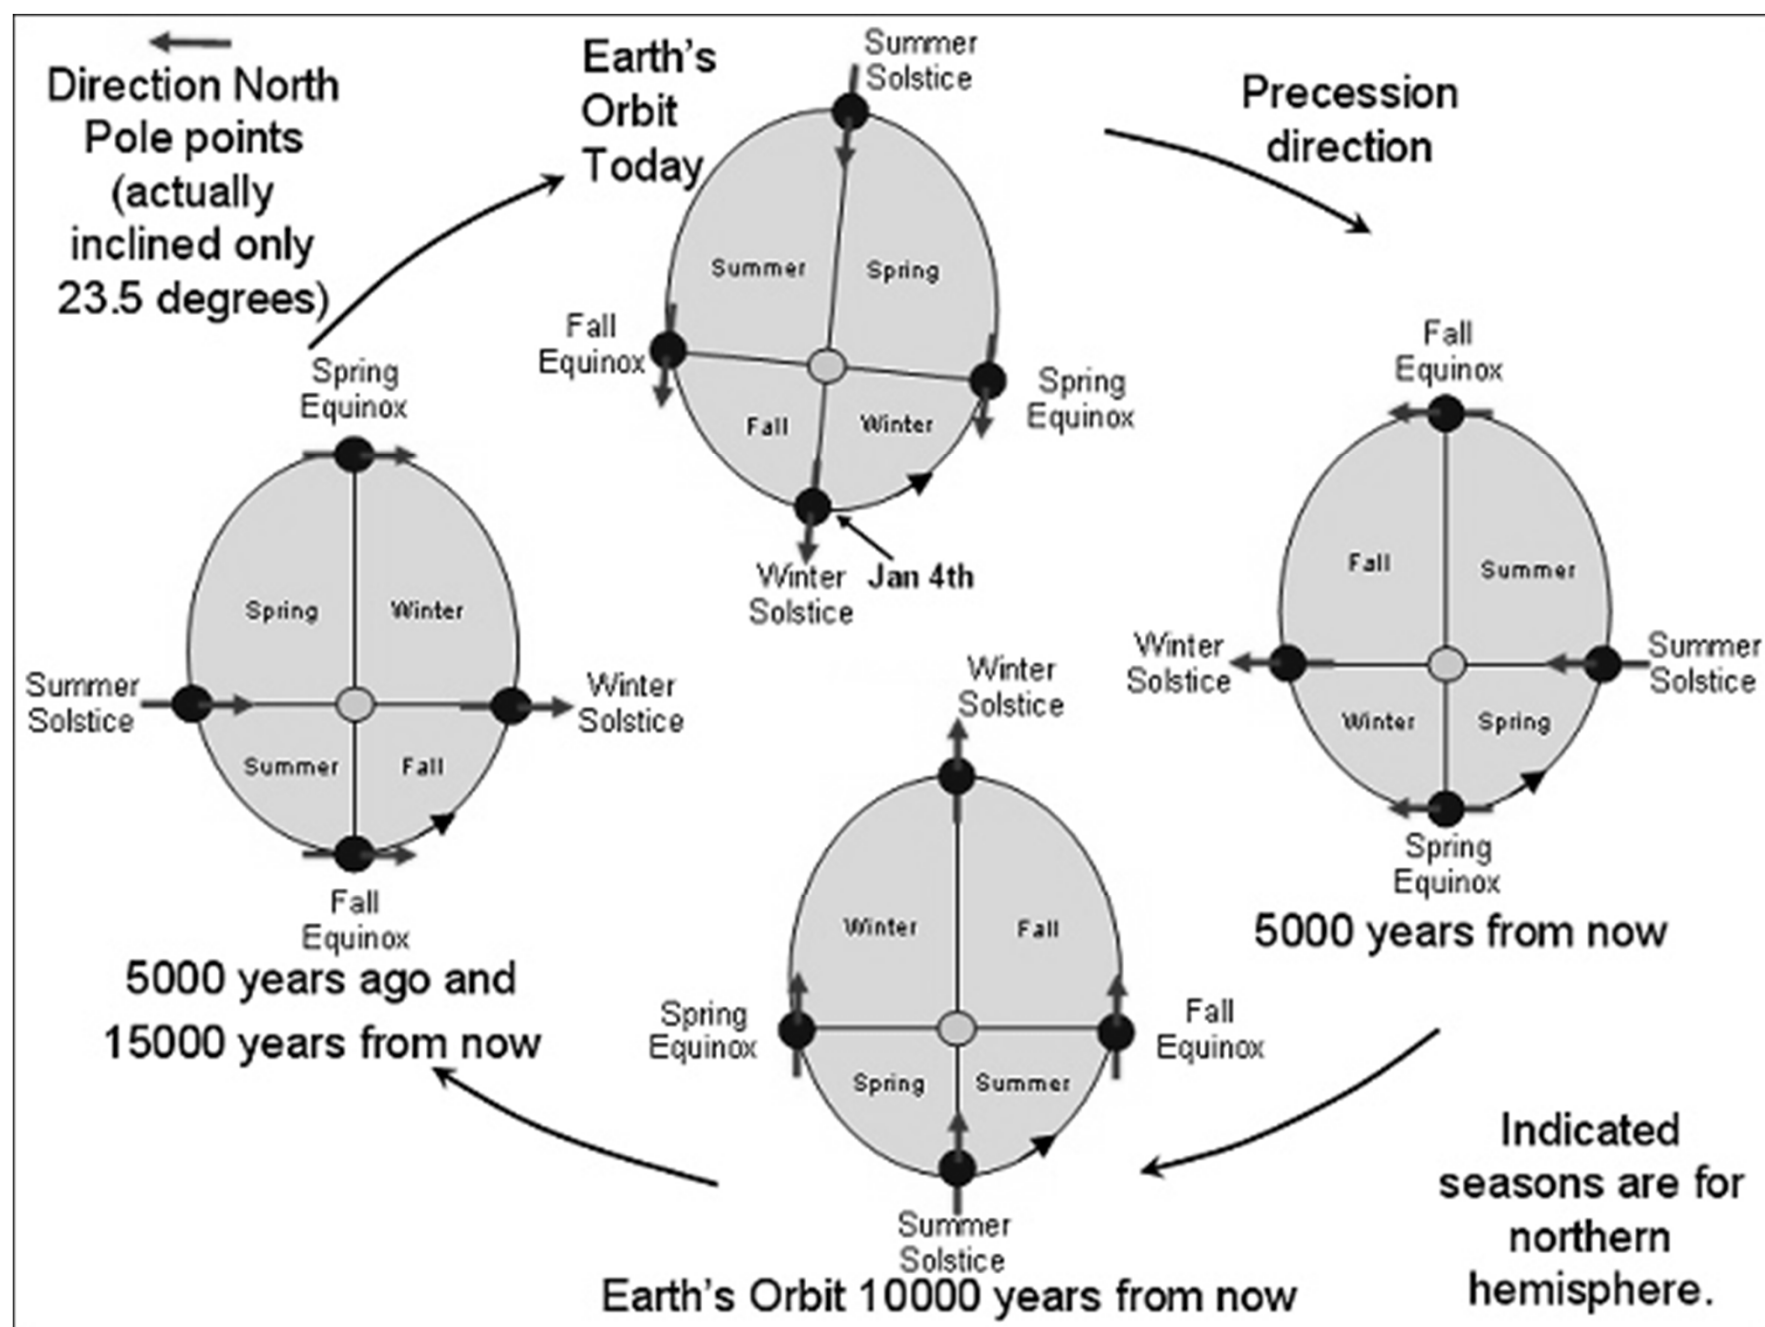 Direction North
Pole points
(actually
inclined only
23.5 degrees)
Earth's
Orbit
Today
Summer
Solstice
Summer
Spring
Fall
Equinox
Spring
Equinox
Fall
Winter
Winter
Solstice
Jan 4th
Precession
direction
Fall
Equinox
Fall
Summer
Winter
Solstice
Summer
Solstice
Winter
Spring
Spring
Equinox
5000 years from now
Spring
Equinox
Spring
Winter
Summer
Solstice
Winter
Solstice
Summer
Fall
Fall
Equinox
5000 years ago and
15000 years from now
Winter
Solstice
Winter
Fall
Spring
Equinox
Fall
Equinox
Spring
Summer
Summer
Solstice
Earth's Orbit 10000 years from now
Indicated
seasons are for
northern
hemisphere.